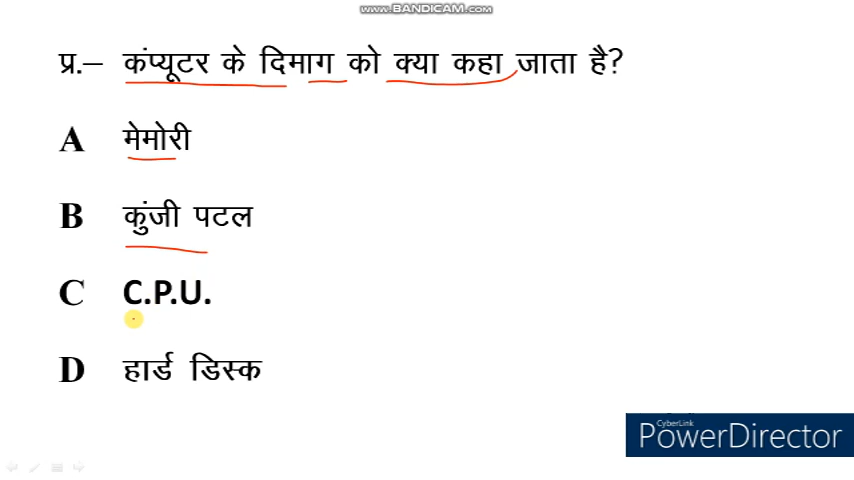 www.BANDICAM.com
प्र.– कंप्यूटर के दिमाग को क्या कहा जाता है?
A मेमोरी
B कुंजी पटल
C C.P.U.
D हार्ड डिस्क
CyberLink
PowerDirector